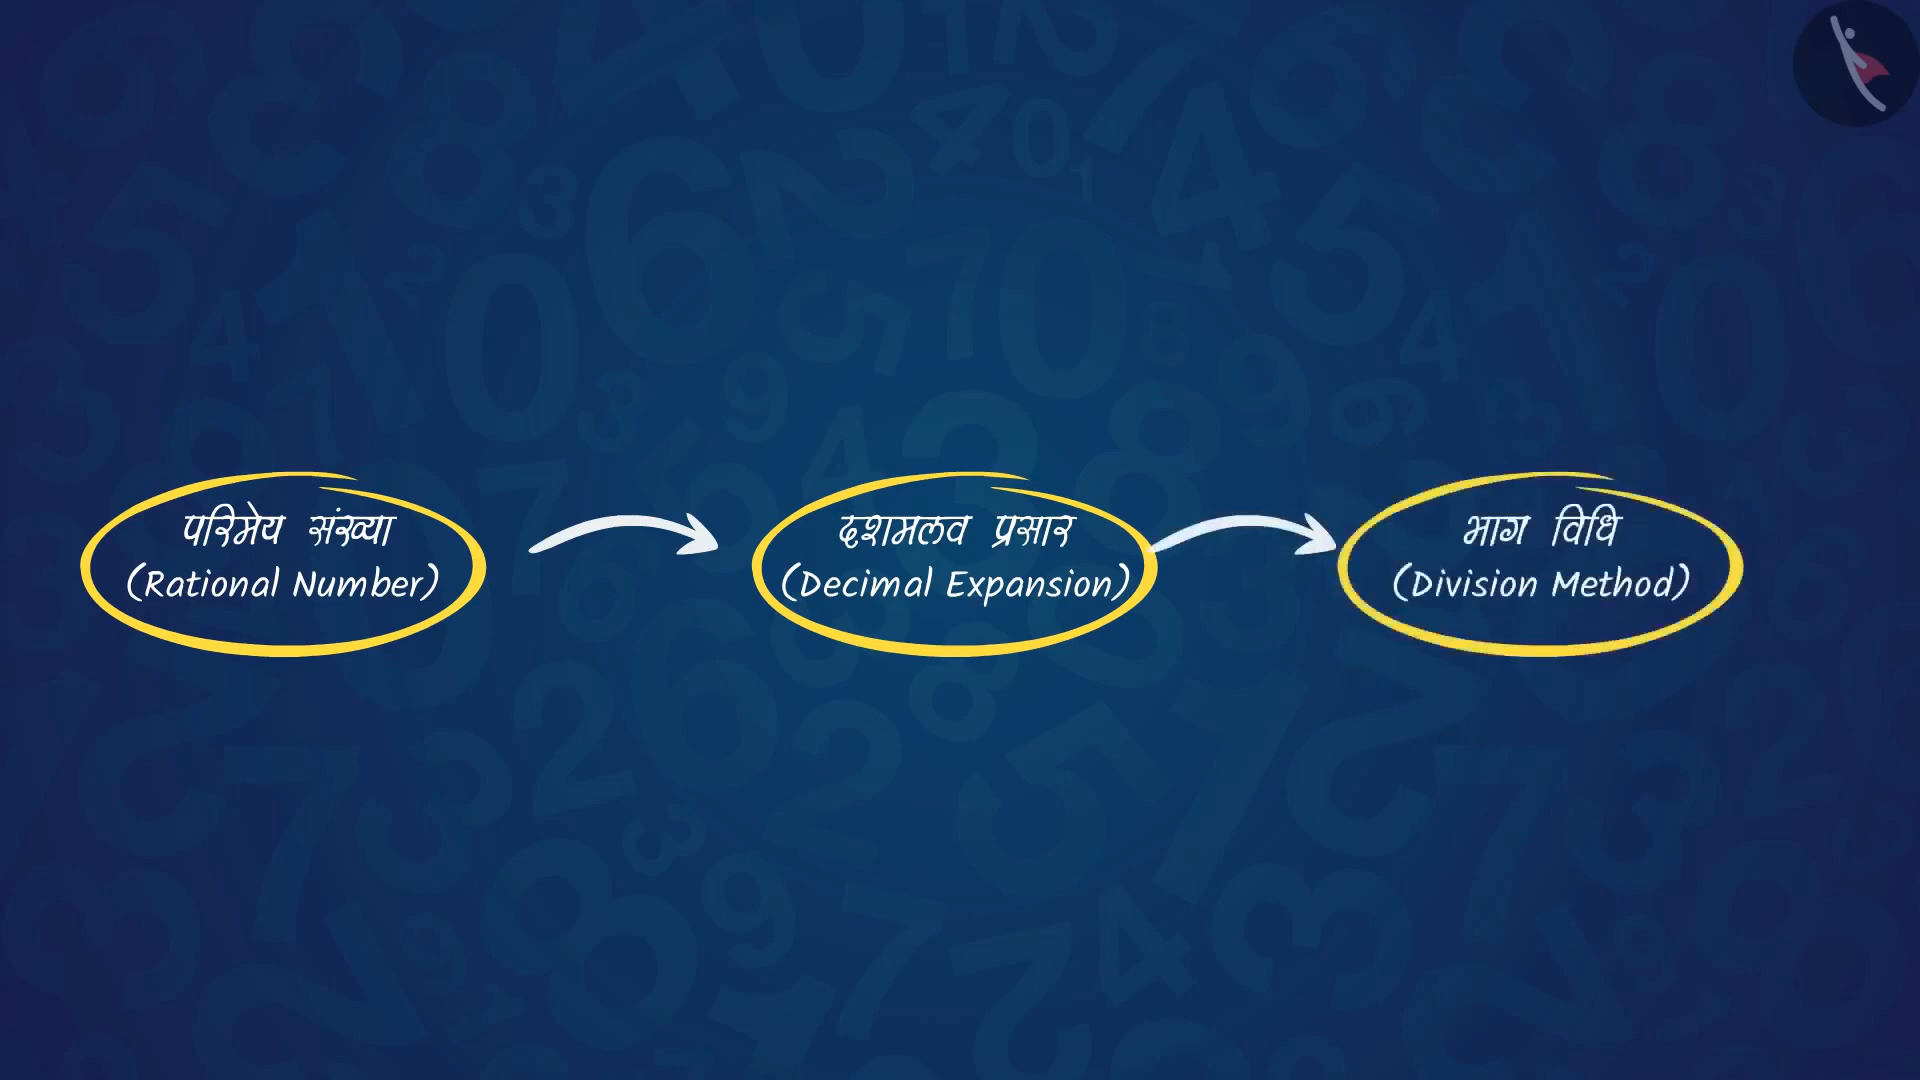 परिमेय संख्या
(Rational Number)
दशमलव प्रसार
(Decimal Expansion)
भाग विधि
(Division Method)